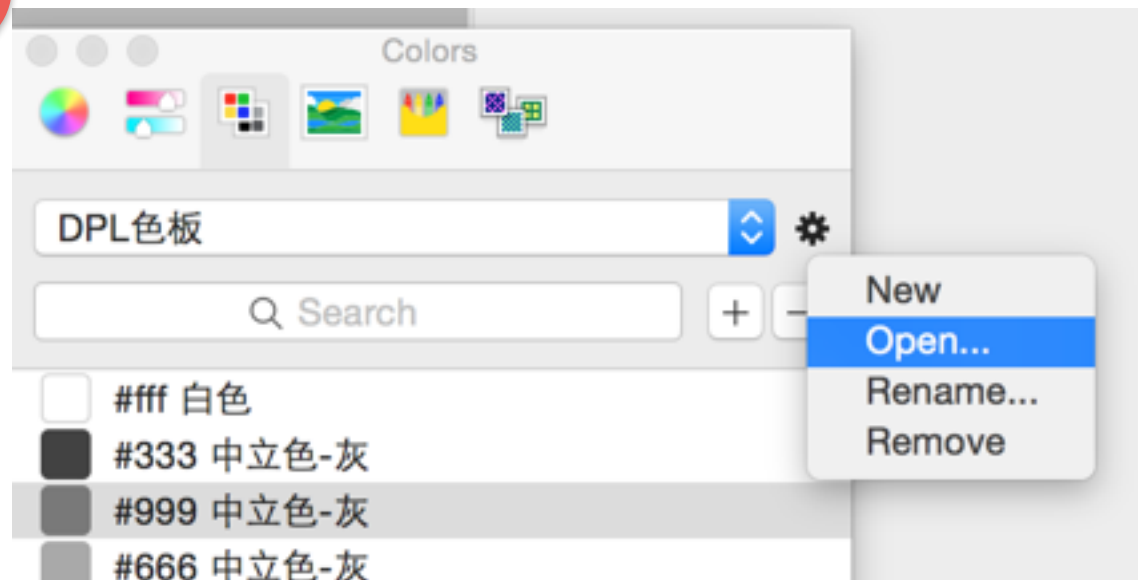 Colors
DPL色板
Search
New
Open...
Rename...
Remove
#fff 白色
#333 中立色-灰
#999 中立色-灰
#666 中立色-灰